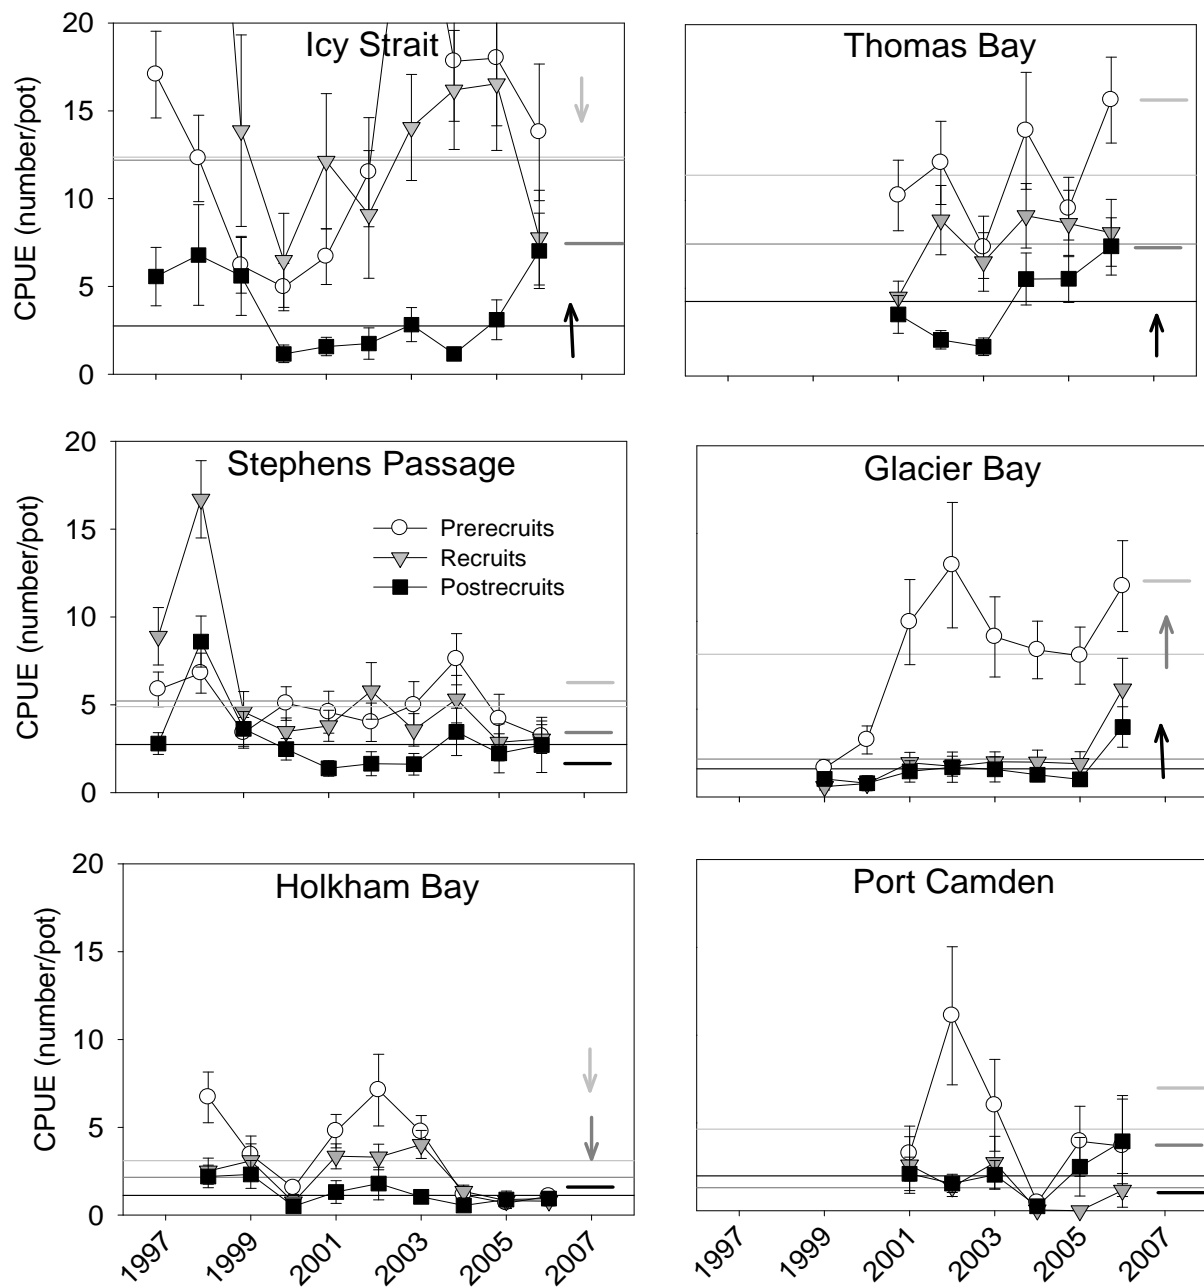 Icy Strait
Thomas Bay
CPUE (number/pot)
20
15
10
5
0
Stephens Passage
Glacier Bay
CPUE (number/pot)
20
15
10
5
0
Prerecruits
Recruits
Postrecruits
Holkham Bay
Port Camden
CPUE (number/pot)
20
15
10
5
0
1997
1999
2001
2003
2005
2007
1997
1999
2001
2003
2005
2007